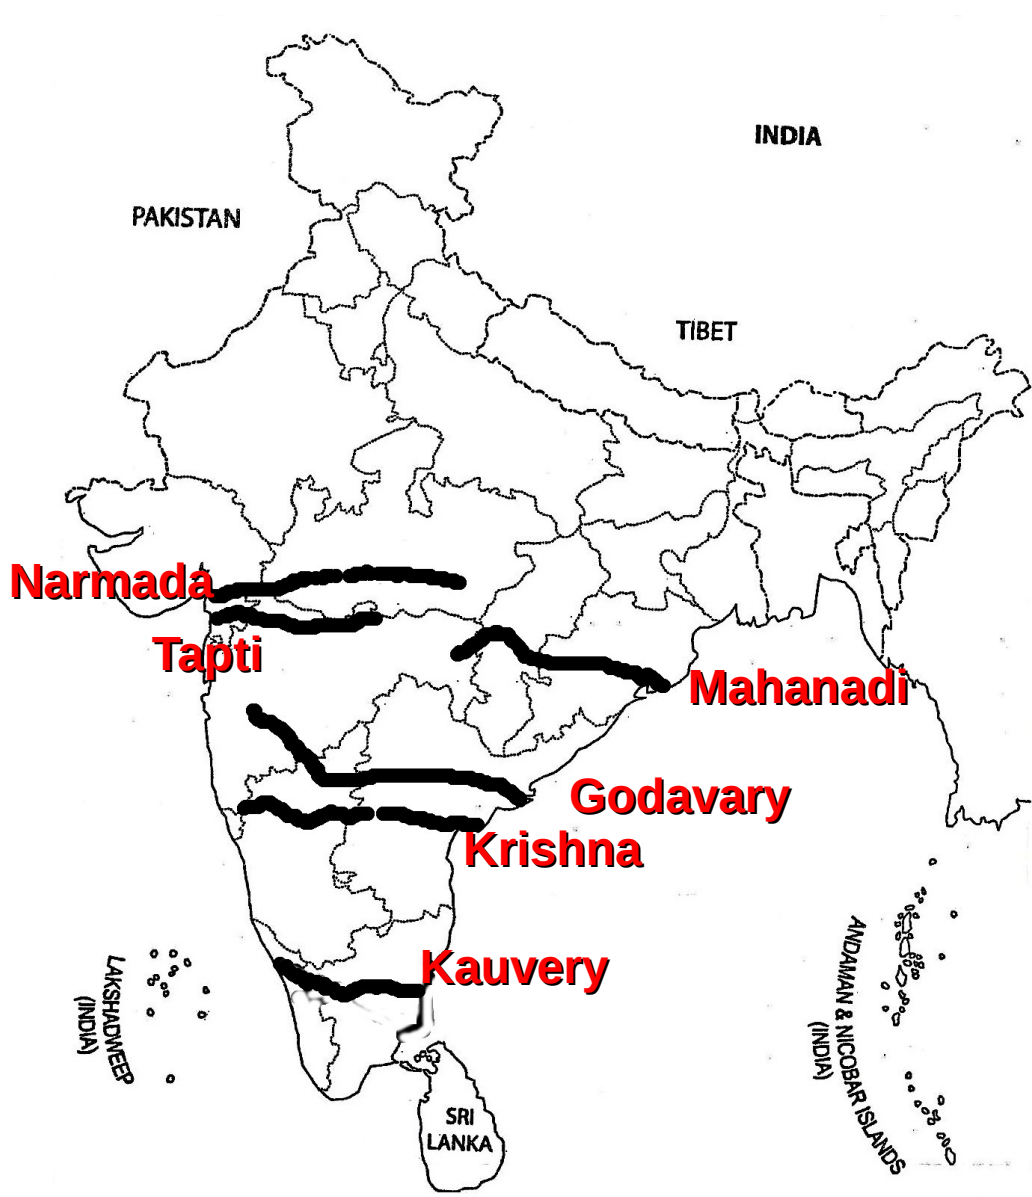 INDIA
PAKISTAN
TIBET
Narmada
Tapti
Mahanadi
Godavary
Krishna
Kauvery
LAKSHADWEEP
(INDIA)
ANDAMAN & NICOBAR ISLANDS
(INDIA)
SRI
LANKA